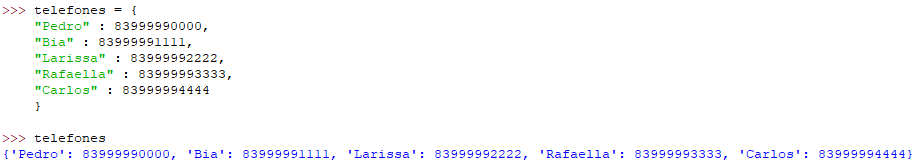 >>> telefones = {
    "Pedro" : 83999990000,
    "Bia" : 83999991111,
    "Larissa" : 83999992222,
    "Rafaella" : 83999993333,
    "Carlos" : 83999994444
    }
>>> telefones
{'Pedro': 83999990000, 'Bia': 83999991111, 'Larissa': 83999992222, 'Rafaella': 83999993333, 'Carlos': 83999994444}